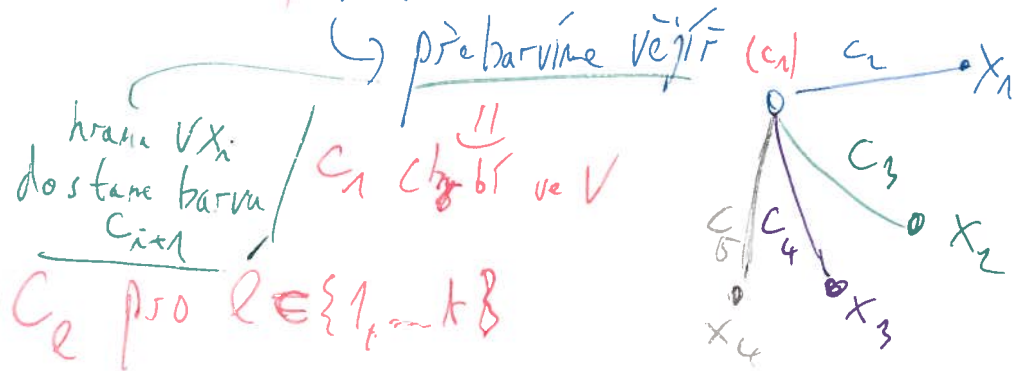 ↳ přebarvíme vějíř (c₁)
hrana vxᵢ
dostane barvu
Cᵢ₊₁
C₁ chybí ve V
Cₗ pro l ∈ {1, ... k}
C₂
X₁
C₃
X₂
C₄
X₃
C₅
X₄